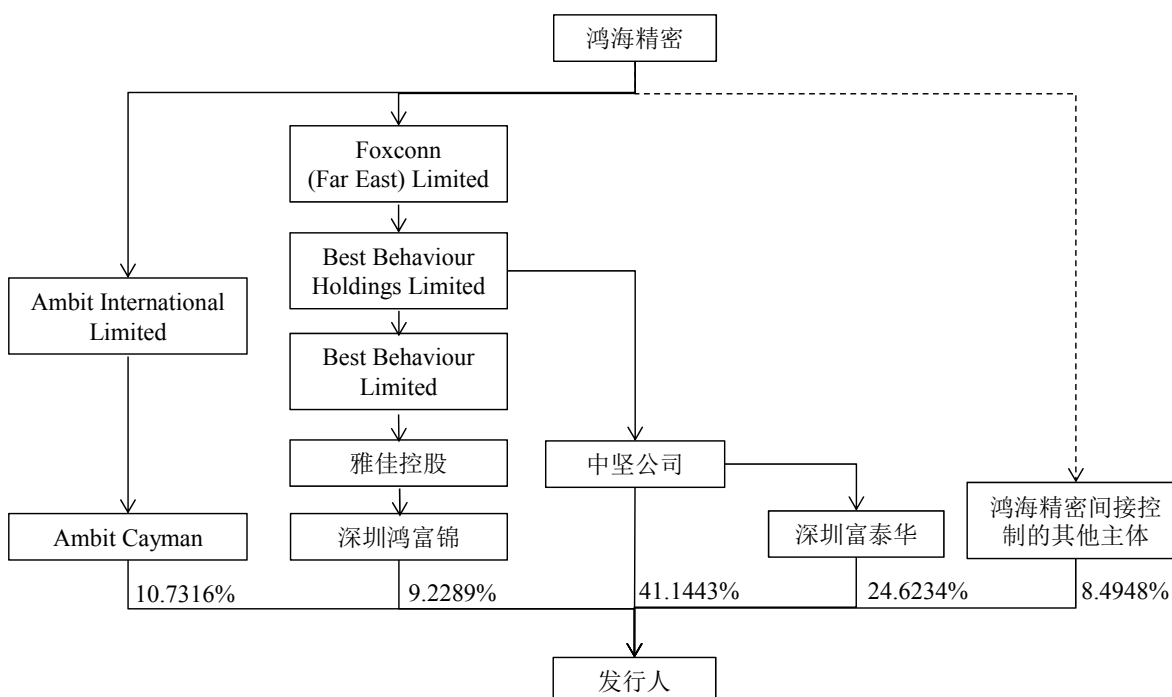 鸿海精密
Foxconn
(Far East) Limited
Best Behaviour
Holdings Limited
Ambit International
Limited
Best Behaviour
Limited
雅佳控股
中坚公司
Ambit Cayman
深圳鸿富锦
深圳富泰华
鸿海精密间接控
制的其他主体
10.7316%
9.2289%
41.1443%
24.6234%
8.4948%
发行人